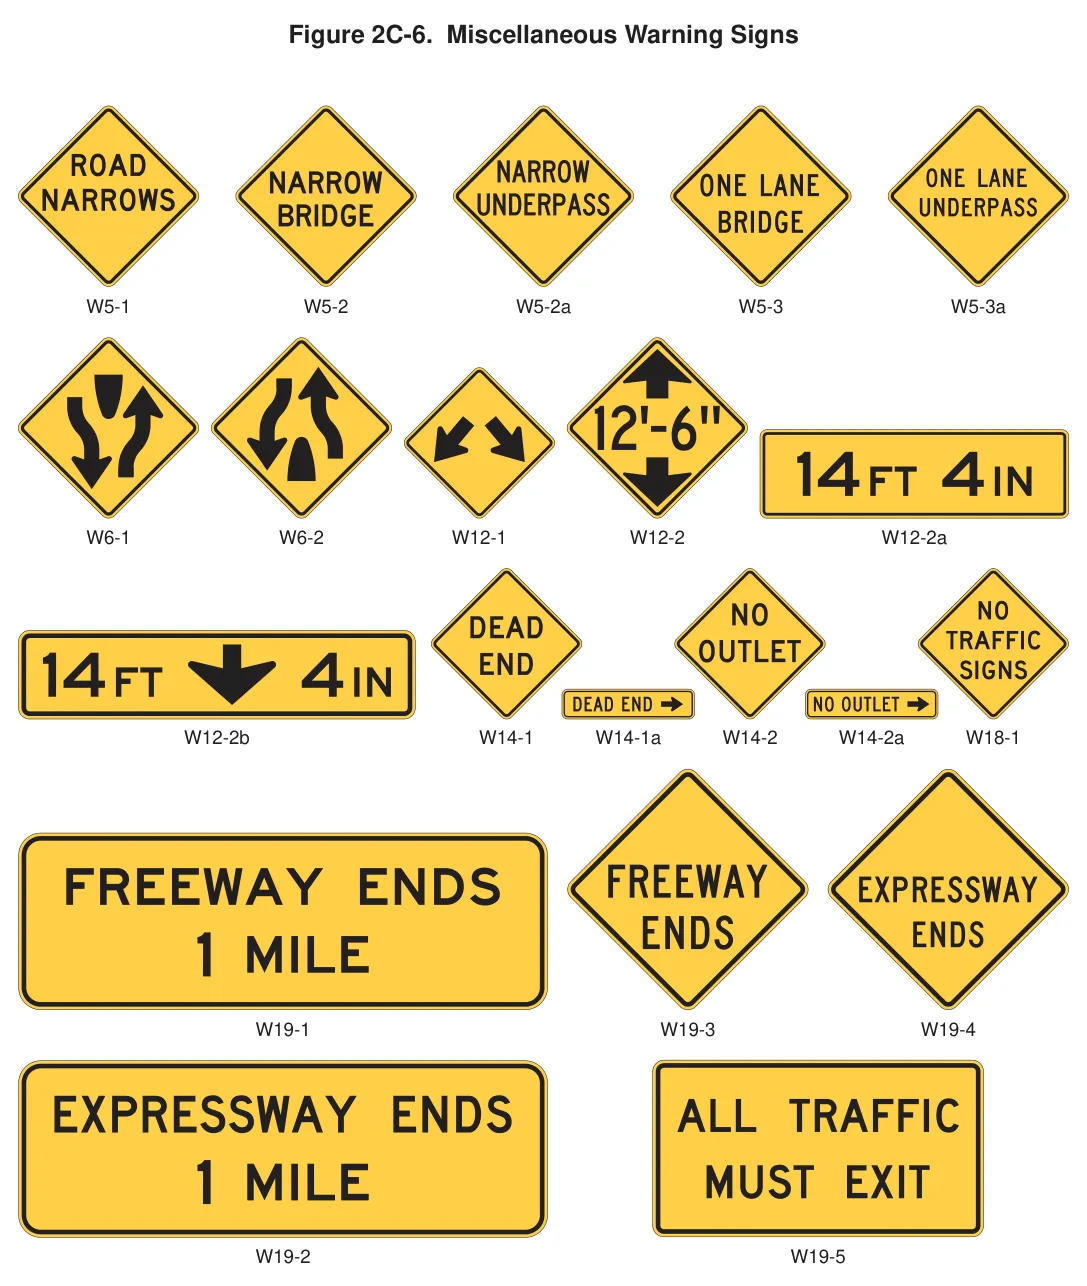 Figure 2C-6. Miscellaneous Warning Signs
ROAD
NARROWS
W5-1
NARROW
BRIDGE
W5-2
NARROW
UNDERPASS
W5-2a
ONE LANE
BRIDGE
W5-3
ONE LANE
UNDERPASS
W5-3a
W6-1
W6-2
W12-1
12'-6"
W12-2
14 FT 4 IN
W12-2a
14 FT 4 IN
W12-2b
DEAD
END
W14-1
DEAD END
W14-1a
NO
OUTLET
W14-2
NO OUTLET
W14-2a
NO
TRAFFIC
SIGNS
W18-1
FREEWAY ENDS
1 MILE
W19-1
FREEWAY
ENDS
W19-3
EXPRESSWAY
ENDS
W19-4
EXPRESSWAY ENDS
1 MILE
W19-2
ALL TRAFFIC
MUST EXIT
W19-5